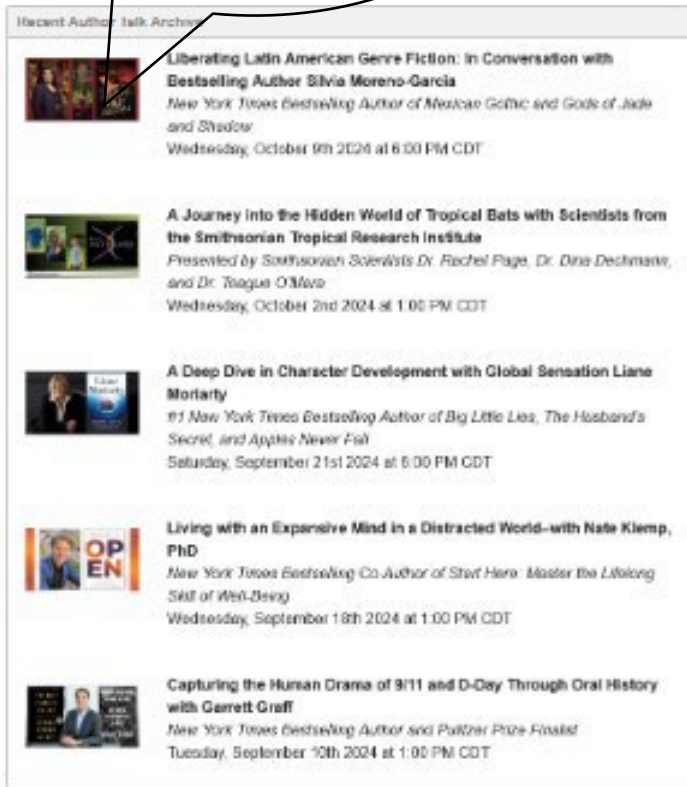 Recent Author Talk Archive
Liberating Latin American Genre Fiction: In Conversation with
Bestselling Author Silvia Moreno-Garcia
New York Times Bestselling Author of Mexican Gothic and Gods of Jade
and Shadow
Wednesday, October 9th 2024 at 6:00 PM CDT
A Journey into the Hidden World of Tropical Bats with Scientists from
the Smithsonian Tropical Research Institute
Presented by Smithsonian Scientists Dr. Rachel Page, Dr. Dina Dechmann,
and Dr. Teague O'Mara
Wednesday, October 2nd 2024 at 1:00 PM CDT
Liane
Moriarty
A Deep Dive in Character Development with Global Sensation Liane
Moriarty
#1 New York Times Bestselling Author of Big Little Lies, The Husband's
Secret, and Apples Never Fall
Saturday, September 21st 2024 at 6:00 PM CDT
OP
EN
Living with an Expansive Mind in a Distracted World–with Nate Klemp,
PhD
New York Times Bestselling Co-Author of Start Here: Master the Lifelong
Skill of Well-Being
Wednesday, September 18th 2024 at 1:00 PM CDT
Capturing the Human Drama of 9/11 and D-Day Through Oral History
with Garrett Graff
New York Times Bestselling Author and Pulitzer Prize Finalist
Tuesday, September 10th 2024 at 1:00 PM CDT